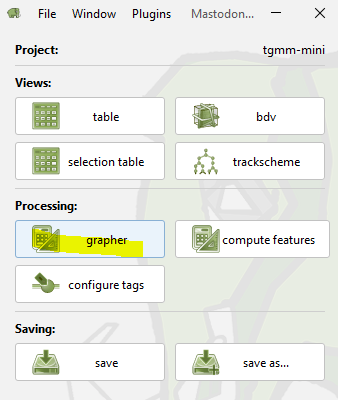 File Window Plugins Mastodon...
Project: tgmm-mini
Views:
table bdv
selection table trackscheme
Processing:
grapher compute features
configure tags
Saving:
save save as...